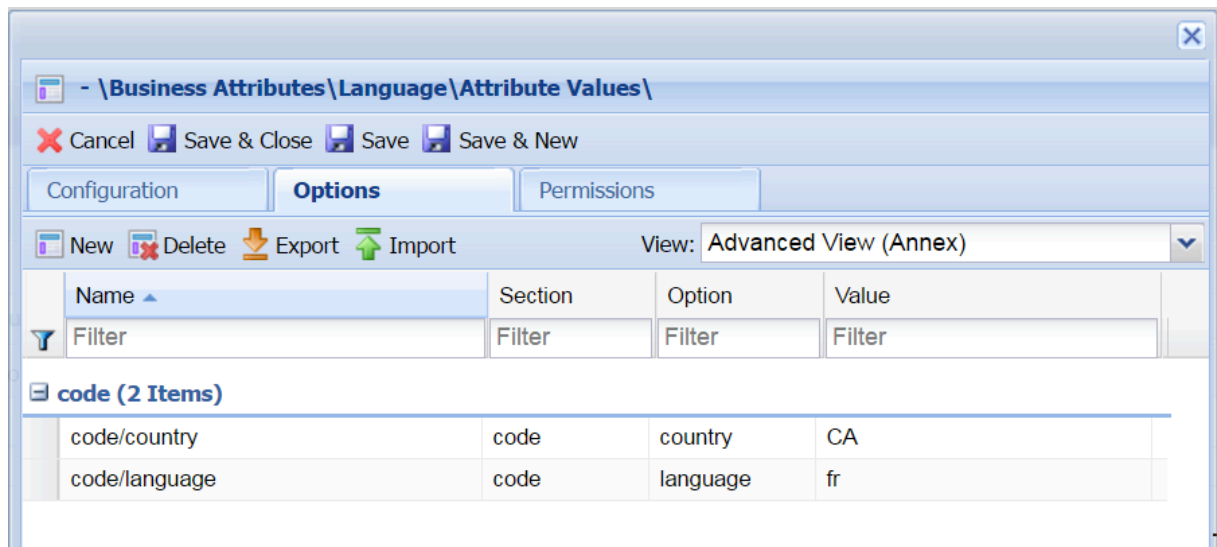 - \Business Attributes\Language\Attribute Values\
Cancel Save & Close Save Save & New
Configuration Options Permissions
New Delete Export Import View: Advanced View (Annex)
Name Section Option Value
Filter Filter Filter Filter
code (2 Items)
code/country code country CA
code/language code language fr